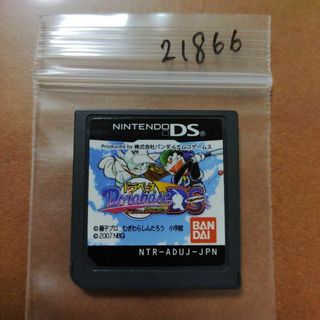 21866
NINTENDO DS
Produced by 株式会社バンダイナムコゲームス
ドラベース
Dorabase DS
©藤子プロ むぎわらしんたろう 小学館
©2007 NBGI
BAN
DAI
NTR-ADUJ-JPN